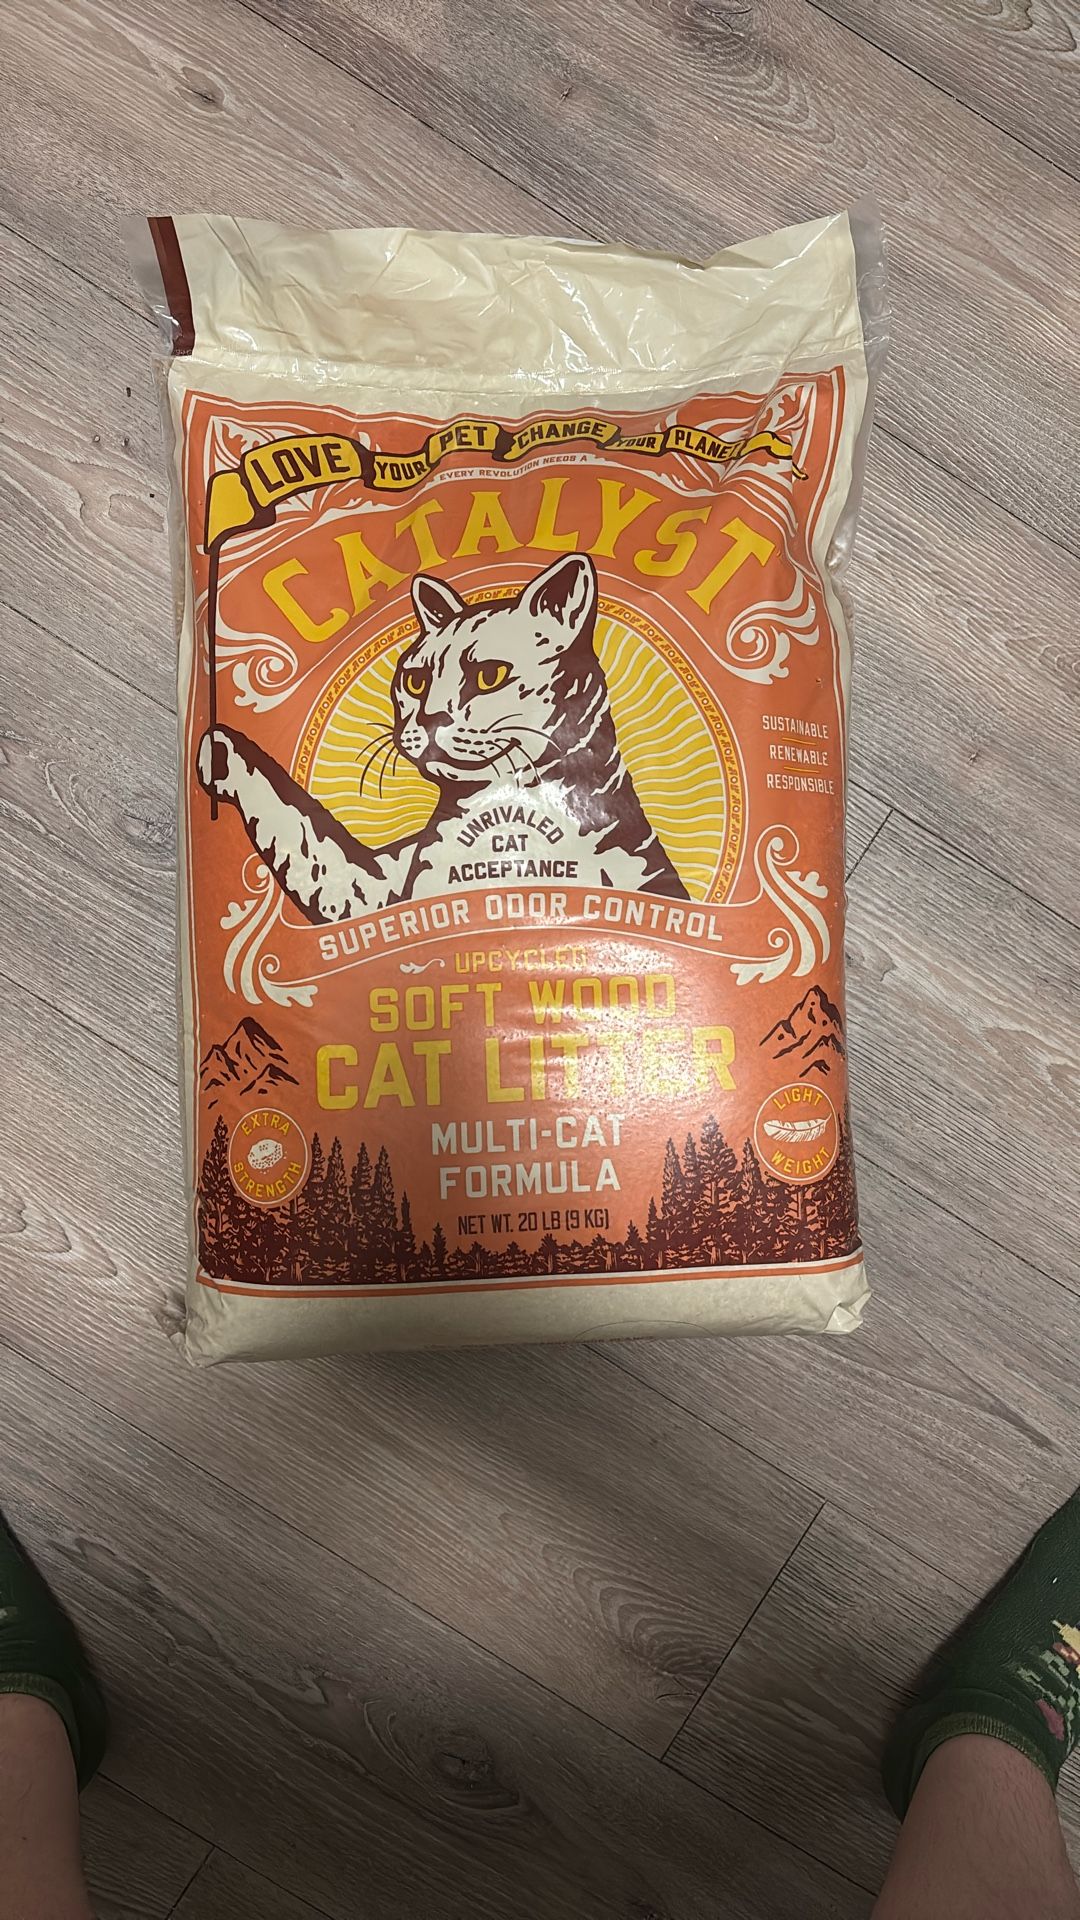 LOVE YOUR PET CHANGE YOUR PLANET
EVERY REVOLUTION NEEDS A
CATALYST
SUSTAINABLE
RENEWABLE
RESPONSIBLE
UNRIVALED
CAT
ACCEPTANCE
SUPERIOR ODOR CONTROL
UPCYCLED
SOFT WOOD
CAT LITTER
MULTI-CAT
FORMULA
EXTRA
STRENGTH
LIGHT
WEIGHT
NET WT. 20 LB (9 KG)